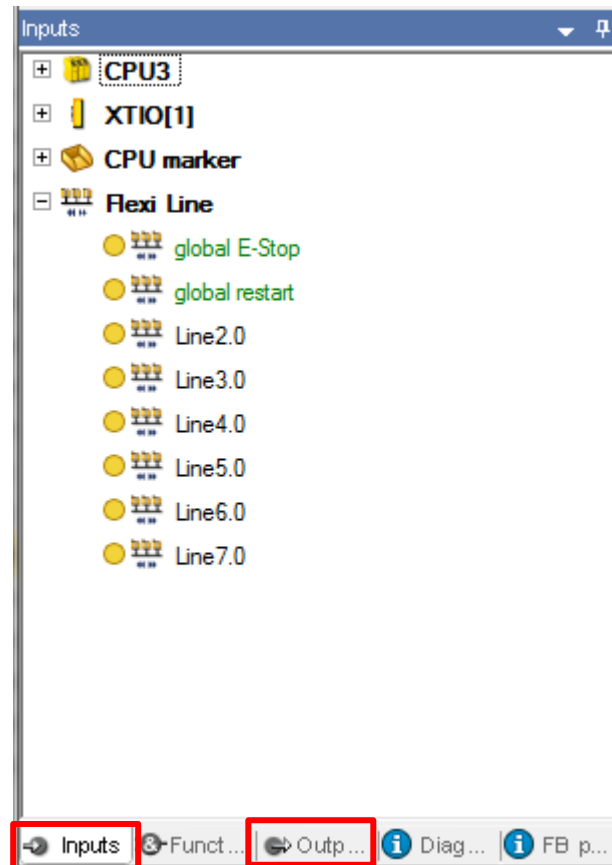 Inputs
CPU3
XTIO[1]
CPU marker
Flexi Line
global E-Stop
global restart
Line2.0
Line3.0
Line4.0
Line5.0
Line6.0
Line7.0
Inputs Funct ... Outp ... Diag ... FB p...